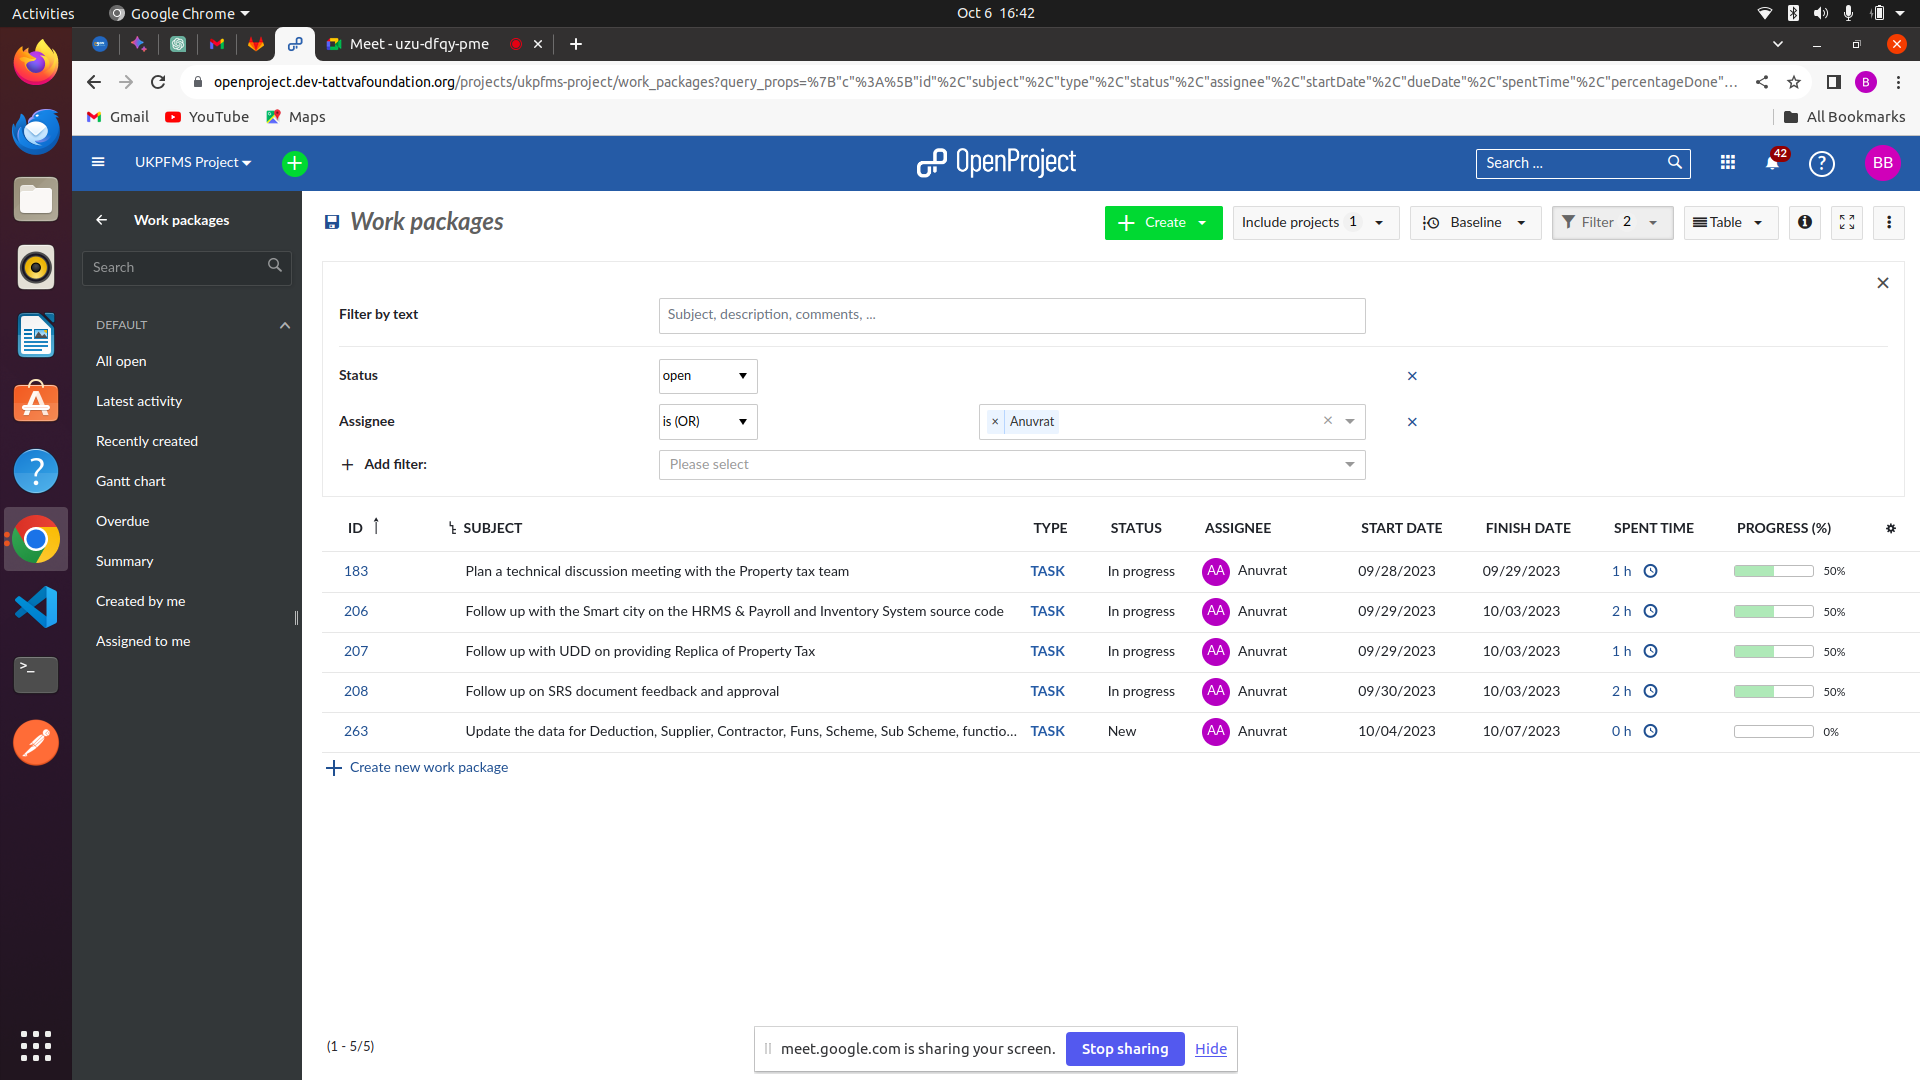 Activities Google Chrome Oct 6 16:42
Meet - uzu-dfqy-pme
openproject.dev-tattvafoundation.org/projects/ukpfms-project/work_packages?query_props=%7B"c"%3A%5B"id"%2C"subject"%2C"type"%2C"status"%2C"assignee"%2C"startDate"%2C"dueDate"%2C"spentTime"%2C"percentageDone"... B
Gmail YouTube Maps All Bookmarks
UKPFMS Project OpenProject Search ... 42 ? BB
Work packages
Search
DEFAULT
All open
Latest activity
Recently created
Gantt chart
Overdue
Summary
Created by me
Assigned to me
Work packages Create Include projects 1 Baseline Filter 2 Table
Filter by text Subject, description, comments, ...
Status open
Assignee is (OR) × Anuvrat
Add filter: Please select
ID SUBJECT TYPE STATUS ASSIGNEE START DATE FINISH DATE SPENT TIME PROGRESS (%)
183 Plan a technical discussion meeting with the Property tax team TASK In progress AA Anuvrat 09/28/2023 09/29/2023 1 h 50%
206 Follow up with the Smart city on the HRMS & Payroll and Inventory System source code TASK In progress AA Anuvrat 09/29/2023 10/03/2023 2 h 50%
207 Follow up with UDD on providing Replica of Property Tax TASK In progress AA Anuvrat 09/29/2023 10/03/2023 1 h 50%
208 Follow up on SRS document feedback and approval TASK In progress AA Anuvrat 09/30/2023 10/03/2023 2 h 50%
263 Update the data for Deduction, Supplier, Contractor, Funs, Scheme, Sub Scheme, functio... TASK New AA Anuvrat 10/04/2023 10/07/2023 0 h 0%
Create new work package
(1 - 5/5)
meet.google.com is sharing your screen. Stop sharing Hide